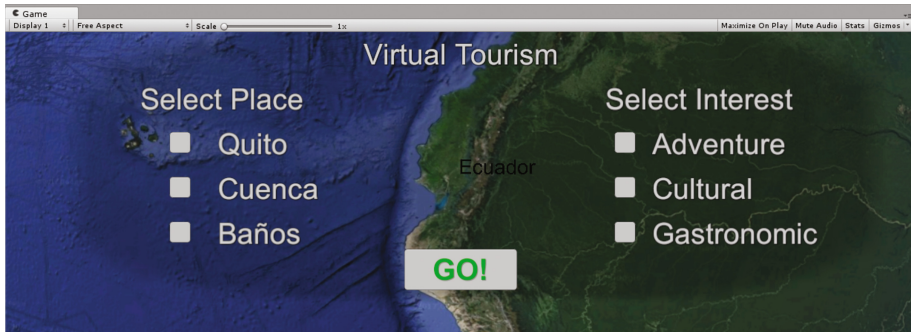 Game
Display 1 Free Aspect Scale 1x Maximize On Play Mute Audio Stats Gizmos
Virtual Tourism
Select Place
Quito
Cuenca
Baños
Ecuador
Select Interest
Adventure
Cultural
Gastronomic
GO!